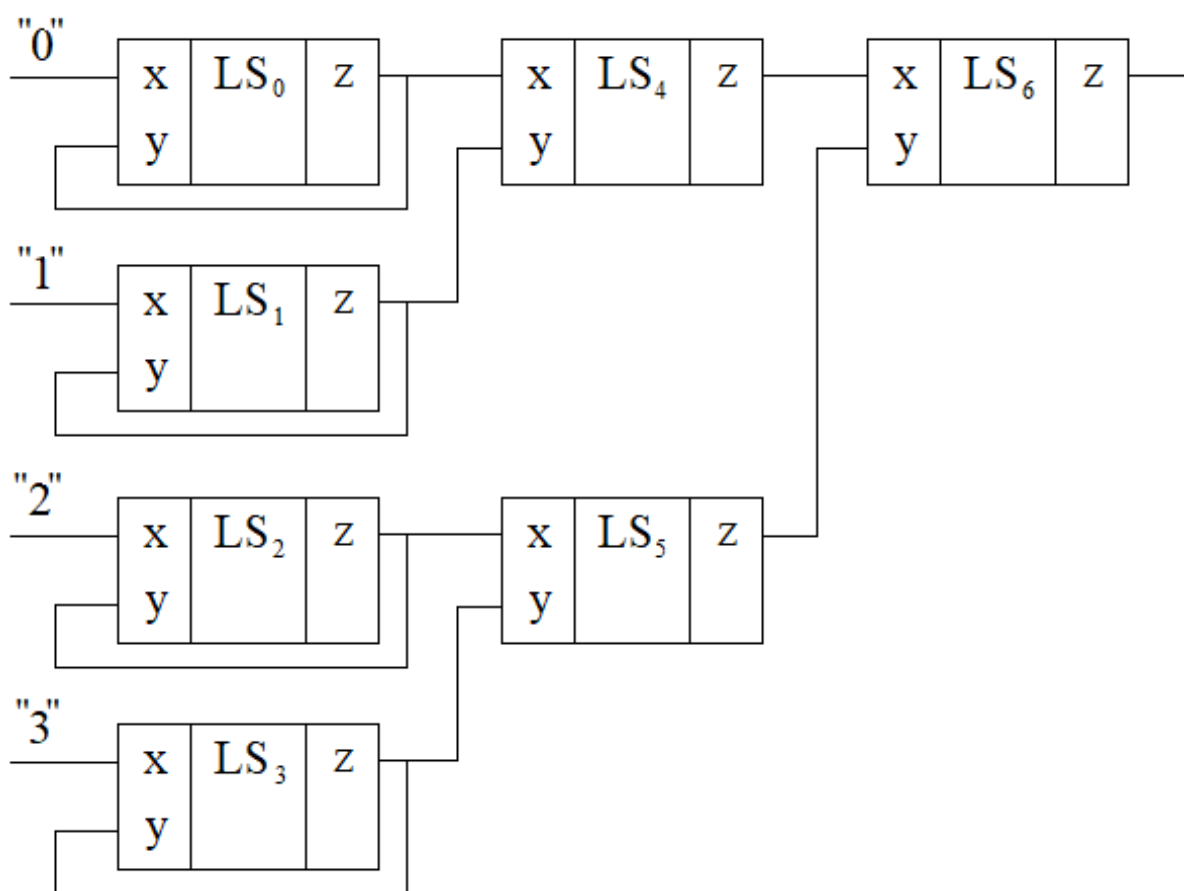 "0"
x LS₀ z x LS₄ z x LS₆ z
y y y
"1"
x LS₁ z
y
"2"
x LS₂ z x LS₅ z
y y
"3"
x LS₃ z
y